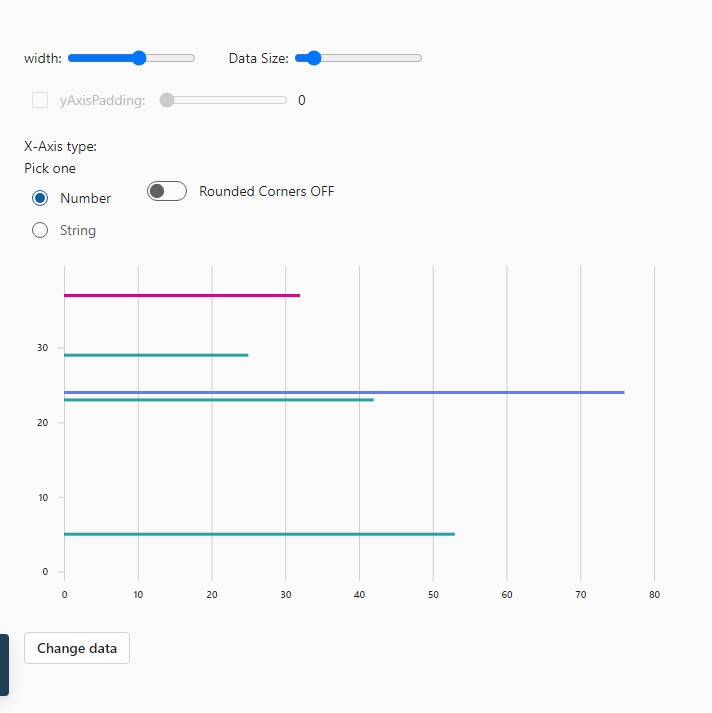 width: Data Size:
yAxisPadding: 0
X-Axis type:
Pick one
Number Rounded Corners OFF
String
30
20
10
0
0 10 20 30 40 50 60 70 80
Change data